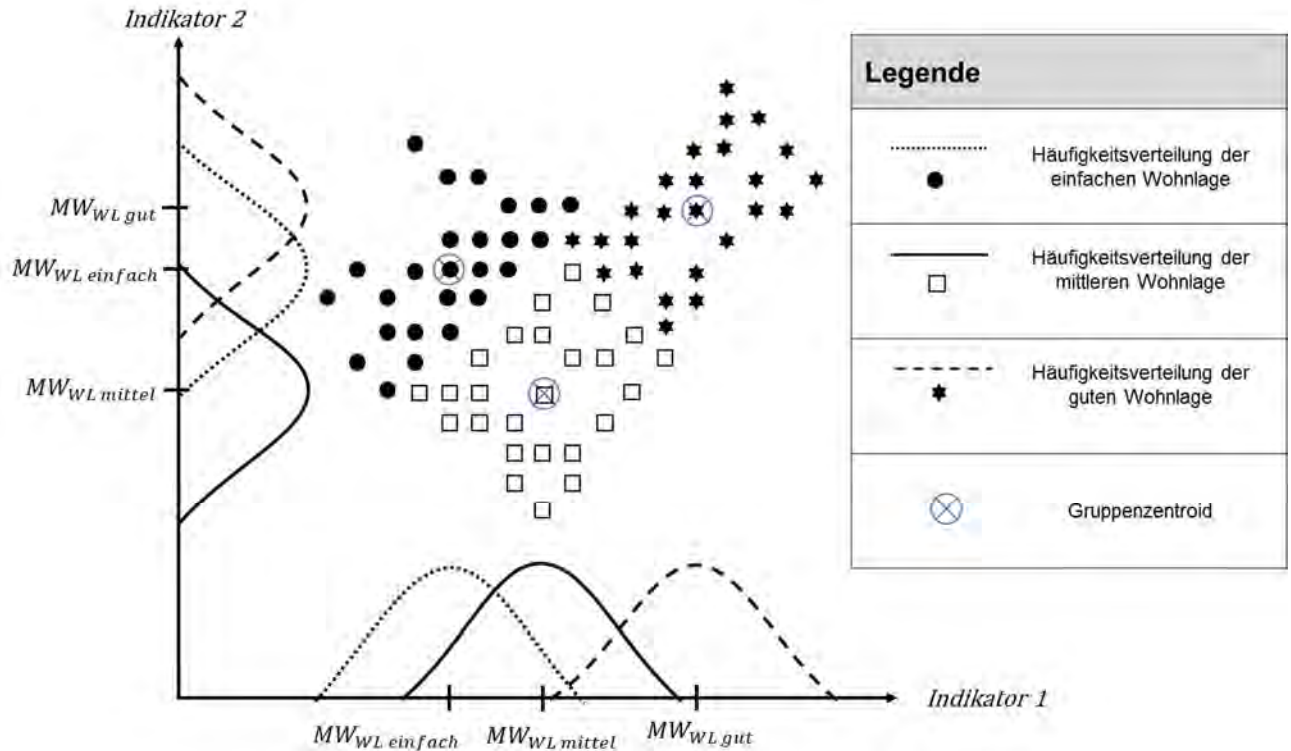 Indikator 2
MW_WL gut
MW_WL einfach
MW_WL mittel
MW_WL einfach
MW_WL mittel
MW_WL gut
Indikator 1
Legende
Häufigkeitsverteilung der
einfachen Wohnlage
Häufigkeitsverteilung der
mittleren Wohnlage
Häufigkeitsverteilung der
guten Wohnlage
Gruppenzentroid